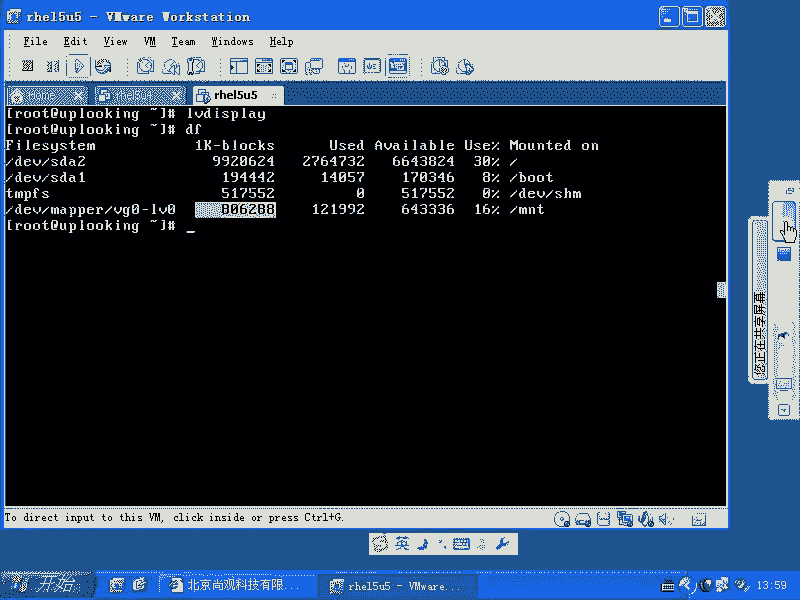 rhel5u5 - VMware Workstation
File Edit View VM Team Windows Help
Home rhel5u4 rhel5u5
[root@uplooking ~]# lvdisplay
[root@uplooking ~]# df
Filesystem 1K-blocks Used Available Use% Mounted on
/dev/sda2 9920624 2764732 6643824 30% /
/dev/sda1 194442 14057 170346 8% /boot
tmpfs 517552 0 517552 0% /dev/shm
/dev/mapper/vg0-lv0 806288 121992 643336 16% /mnt
[root@uplooking ~]# _
您正在共享屏幕
To direct input to this VM, click inside or press Ctrl+G.
英
开始 北京尚观科技有限... rhel5u5 - VMware... 13:59